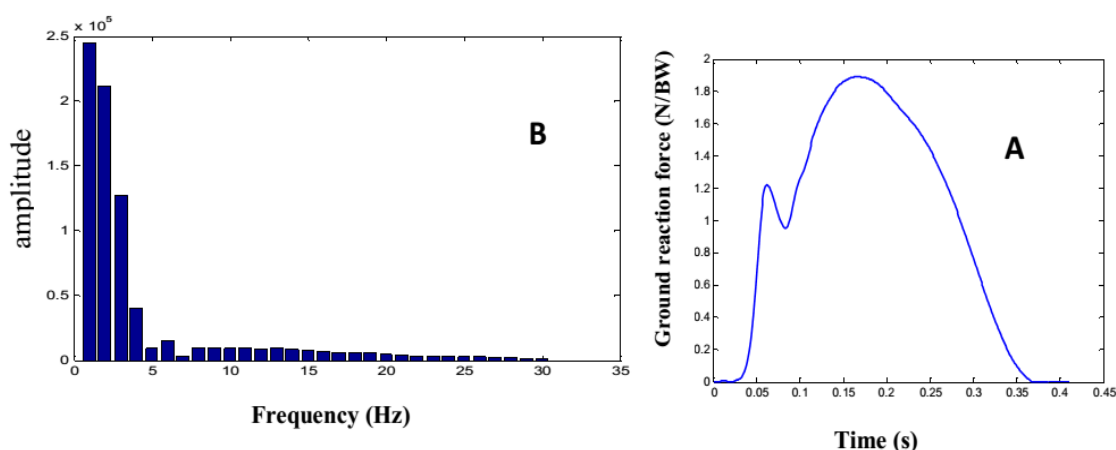 × 10⁵
2.5
2
1.5
1
0.5
0
amplitude
B
0 5 10 15 20 25 30 35
Frequency (Hz)
2
1.8
1.6
1.4
1.2
1
0.8
0.6
0.4
0.2
0
Ground reaction force (N/BW)
A
0 0.05 0.1 0.15 0.2 0.25 0.3 0.35 0.4 0.45
Time (s)